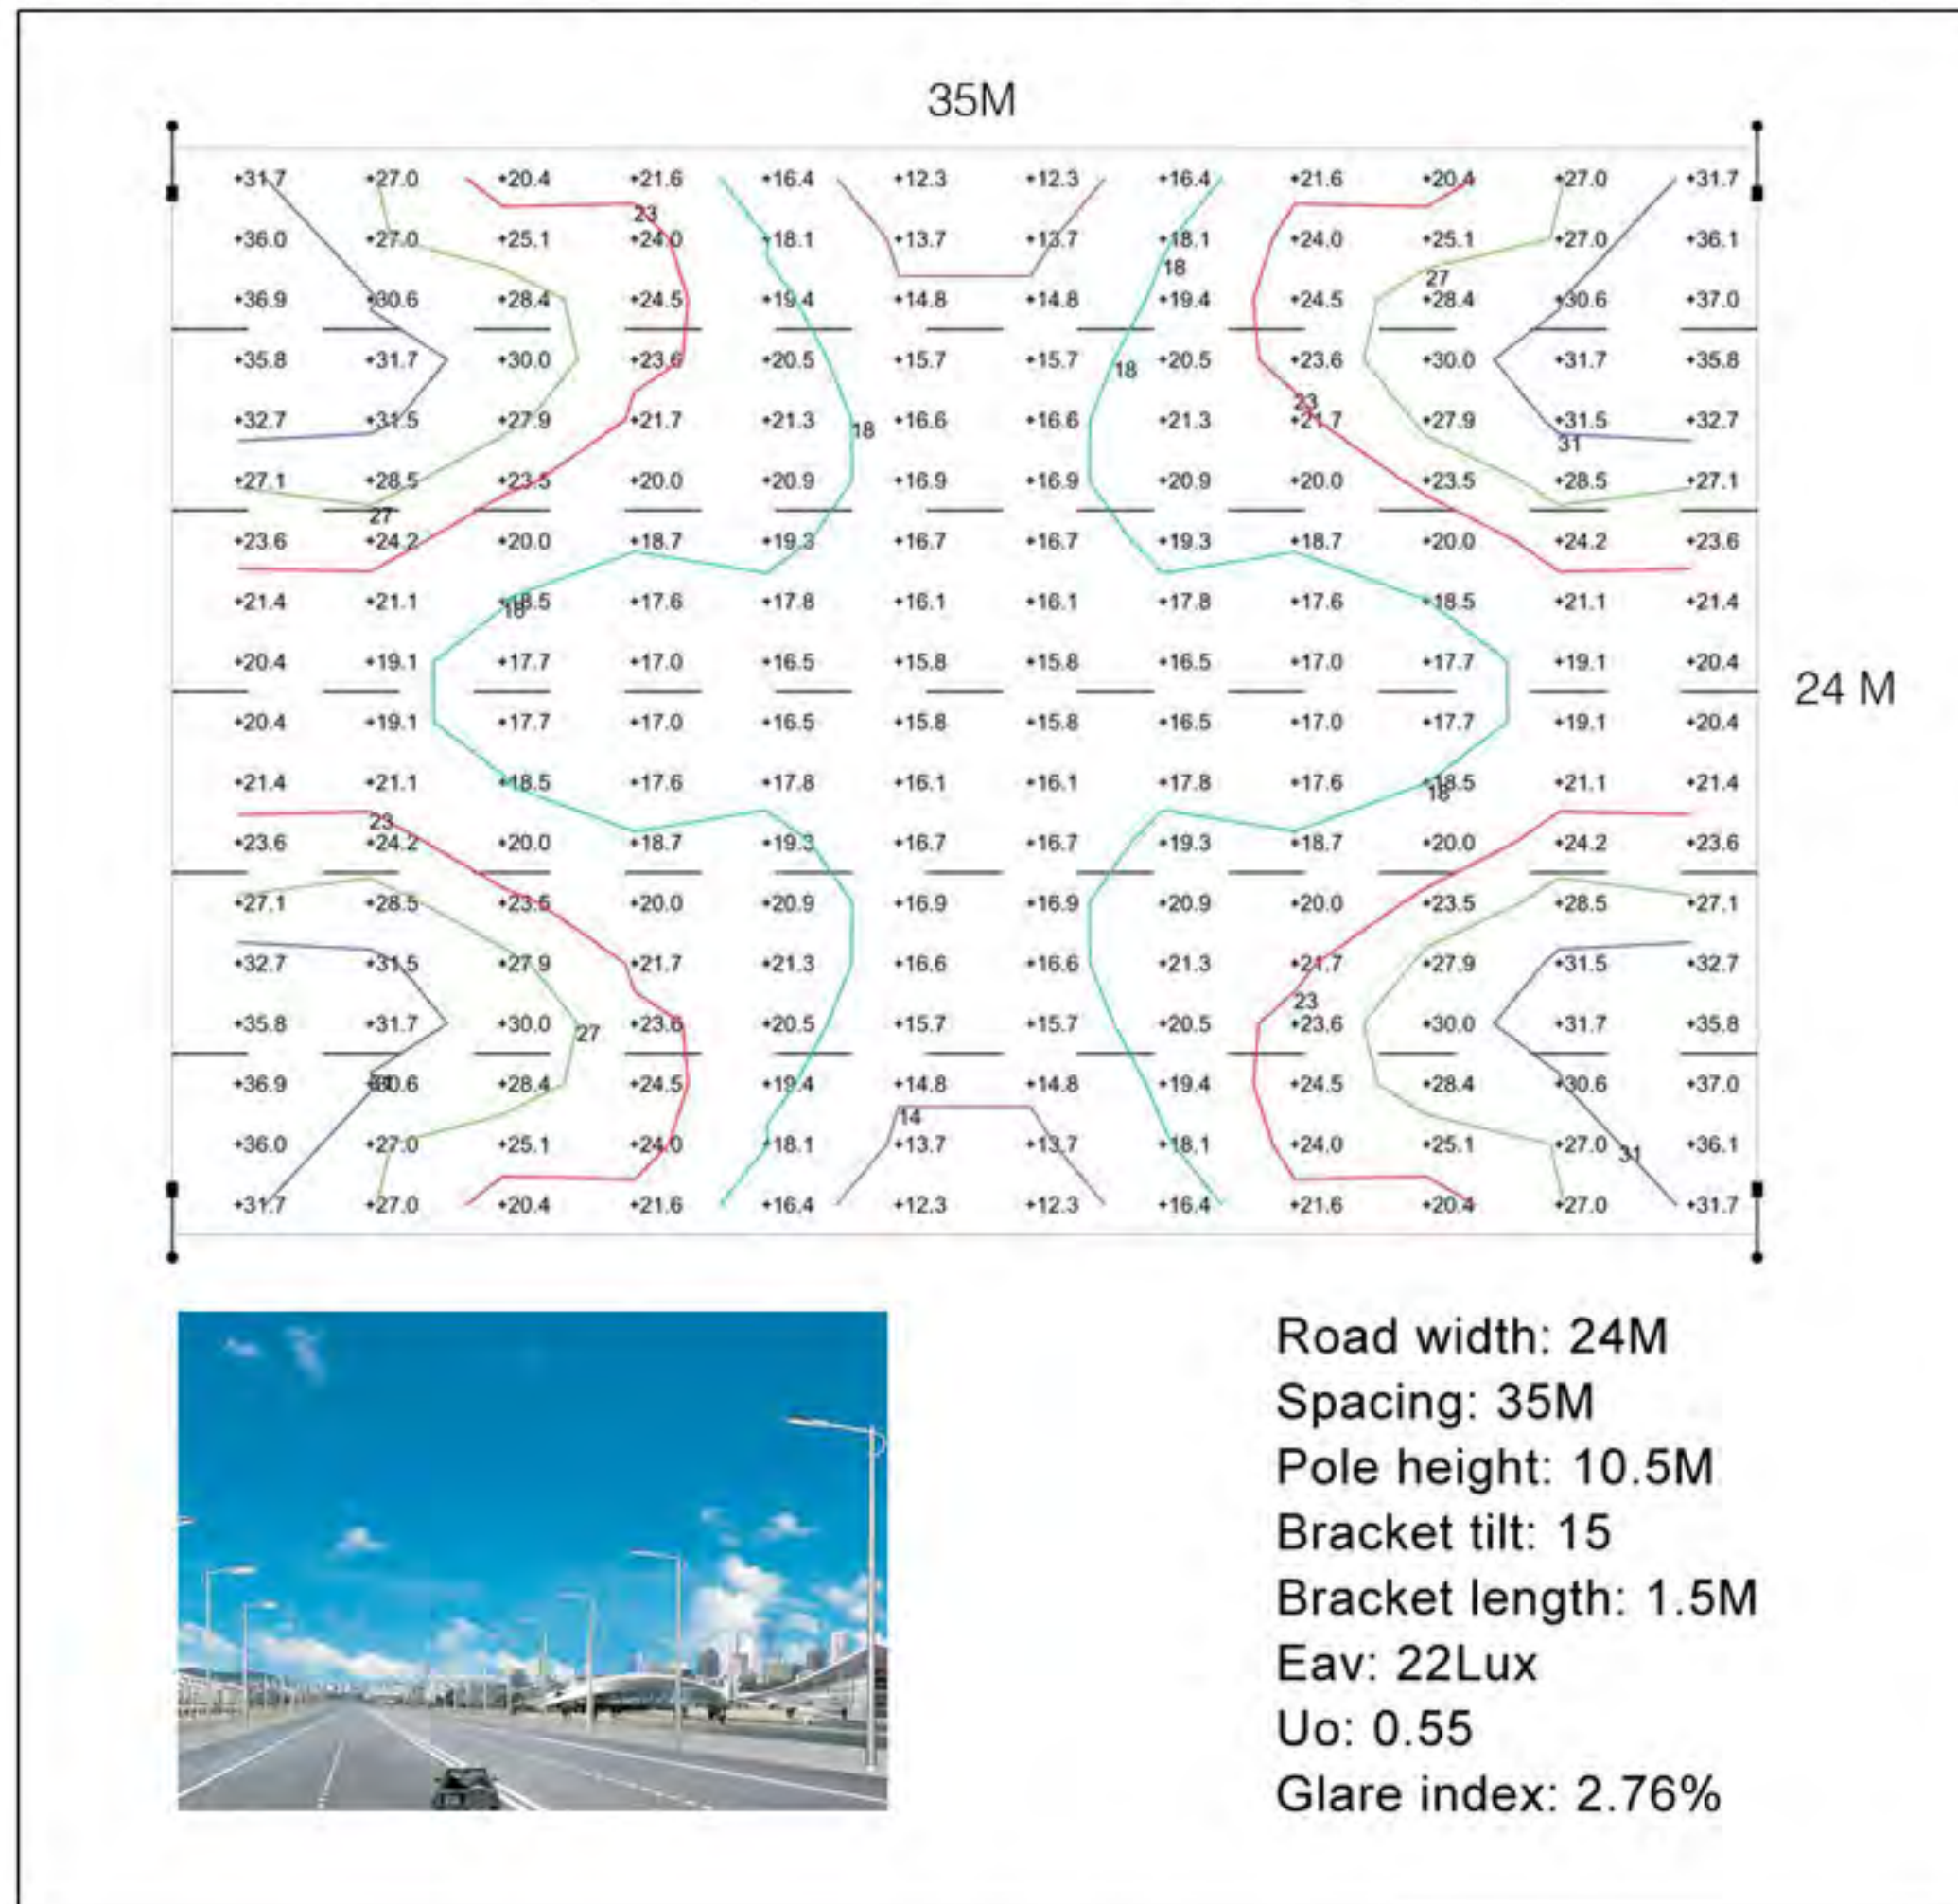 35M
+31.7 +27.0 +20.4 +21.6 +16.4 +12.3 +12.3 +16.4 +21.6 +20.4 +27.0 +31.7
23
+36.0 +27.0 +25.1 +24.0 +18.1 +13.7 +13.7 +18.1 +24.0 +25.1 +27.0 +36.1
18 27
+36.9 +30.6 +28.4 +24.5 +19.4 +14.8 +14.8 +19.4 +24.5 +28.4 +30.6 +37.0
+35.8 +31.7 +30.0 +23.6 +20.5 +15.7 +15.7 +20.5 +23.6 +30.0 +31.7 +35.8
18
23
+32.7 +31.5 +27.9 +21.7 +21.3 +16.6 +16.6 +21.3 +21.7 +27.9 +31.5 +32.7
18 31
+27.1 +28.5 +23.5 +20.0 +20.9 +16.9 +16.9 +20.9 +20.0 +23.5 +28.5 +27.1
27
+23.6 +24.2 +20.0 +18.7 +19.3 +16.7 +16.7 +19.3 +18.7 +20.0 +24.2 +23.6
+21.4 +21.1 +18.5 +17.6 +17.8 +16.1 +16.1 +17.8 +17.6 +18.5 +21.1 +21.4
18
+20.4 +19.1 +17.7 +17.0 +16.5 +15.8 +15.8 +16.5 +17.0 +17.7 +19.1 +20.4
24 M
+20.4 +19.1 +17.7 +17.0 +16.5 +15.8 +15.8 +16.5 +17.0 +17.7 +19.1 +20.4
+21.4 +21.1 +18.5 +17.6 +17.8 +16.1 +16.1 +17.8 +17.6 +18.5 +21.1 +21.4
18
23
+23.6 +24.2 +20.0 +18.7 +19.3 +16.7 +16.7 +19.3 +18.7 +20.0 +24.2 +23.6
+27.1 +28.5 +23.5 +20.0 +20.9 +16.9 +16.9 +20.9 +20.0 +23.5 +28.5 +27.1
+32.7 +31.5 +27.9 +21.7 +21.3 +16.6 +16.6 +21.3 +21.7 +27.9 +31.5 +32.7
23
+35.8 +31.7 +30.0 +23.6 +20.5 +15.7 +15.7 +20.5 +23.6 +30.0 +31.7 +35.8
27
31
+36.9 +30.6 +28.4 +24.5 +19.4 +14.8 +14.8 +19.4 +24.5 +28.4 +30.6 +37.0
14
+36.0 +27.0 +25.1 +24.0 +18.1 +13.7 +13.7 +18.1 +24.0 +25.1 +27.0 +36.1
31
+31.7 +27.0 +20.4 +21.6 +16.4 +12.3 +12.3 +16.4 +21.6 +20.4 +27.0 +31.7
Road width: 24M
Spacing: 35M
Pole height: 10.5M
Bracket tilt: 15
Bracket length: 1.5M
Eav: 22Lux
Uo: 0.55
Glare index: 2.76%